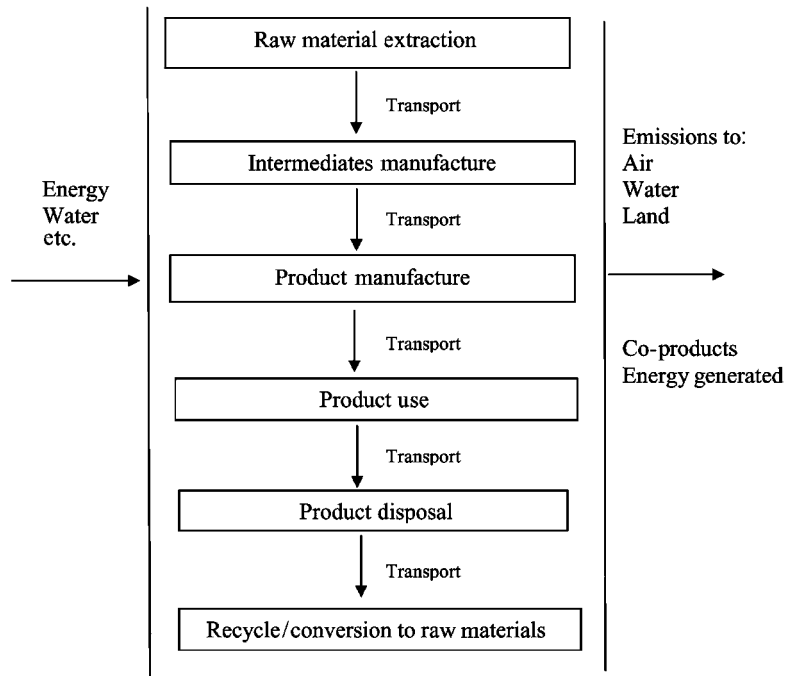 Raw material extraction
Transport
Intermediates manufacture
Transport
Product manufacture
Transport
Product use
Transport
Product disposal
Transport
Recycle/conversion to raw materials
Energy
Water
etc.
Emissions to:
Air
Water
Land
Co-products
Energy generated